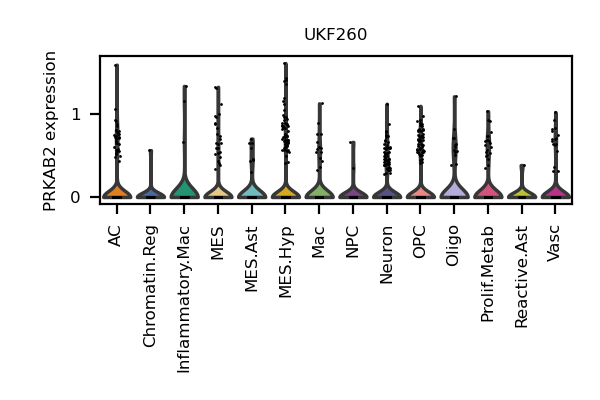 UKF260
PRKAB2 expression
1
0
AC
Chromatin.Reg
Inflammatory.Mac
MES
MES.Ast
MES.Hyp
Mac
NPC
Neuron
OPC
Oligo
Prolif.Metab
Reactive.Ast
Vasc